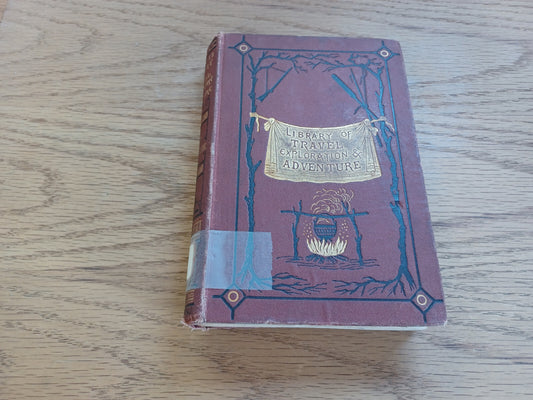 LIBRARY OF
TRAVEL
EXPLORATION &
ADVENTURE